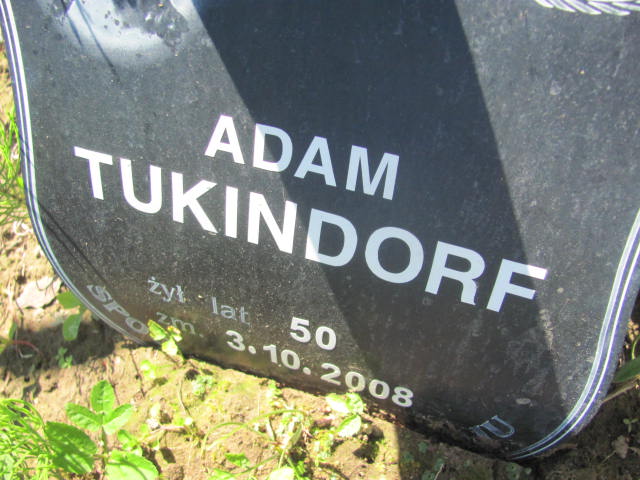 ADAM
TUKINDORF
żył lat 50
zm 3.10.2008